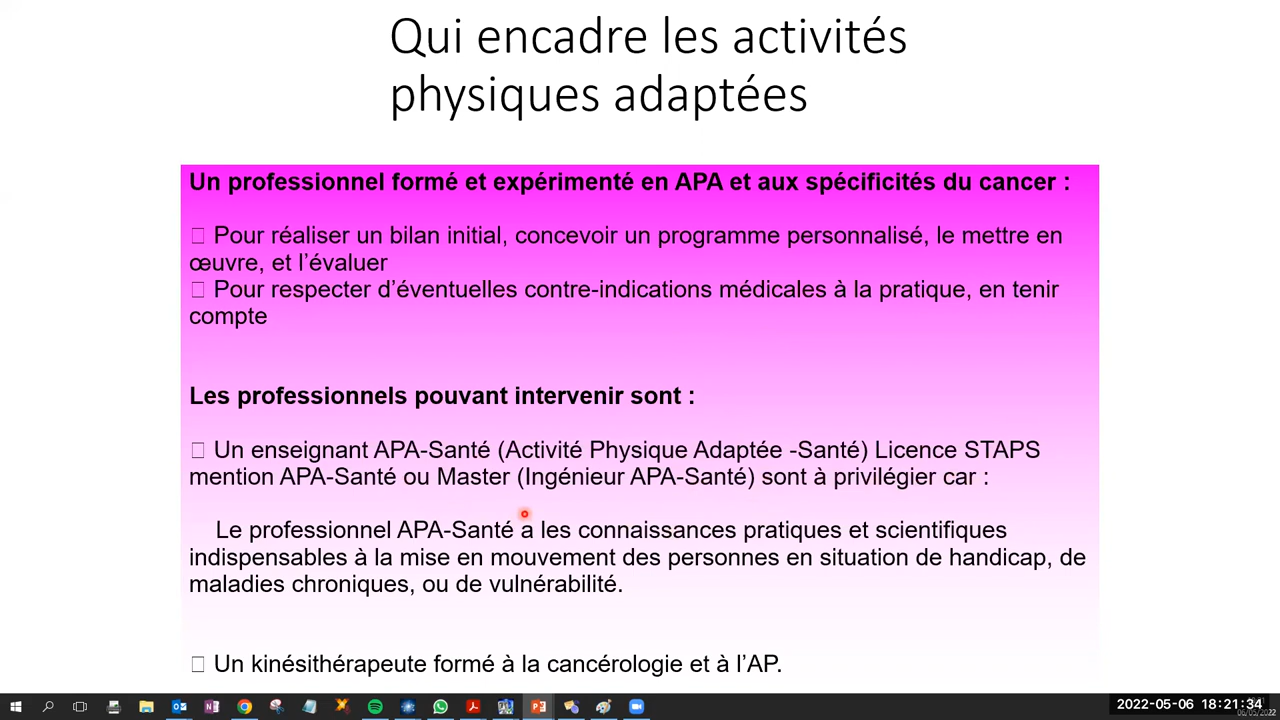 Qui encadre les activités
physiques adaptées
Un professionnel formé et expérimenté en APA et aux spécificités du cancer :
Pour réaliser un bilan initial, concevoir un programme personnalisé, le mettre en
œuvre, et l’évaluer
Pour respecter d’éventuelles contre-indications médicales à la pratique, en tenir
compte
Les professionnels pouvant intervenir sont :
Un enseignant APA-Santé (Activité Physique Adaptée -Santé) Licence STAPS
mention APA-Santé ou Master (Ingénieur APA-Santé) sont à privilégier car :
Le professionnel APA-Santé a les connaissances pratiques et scientifiques
indispensables à la mise en mouvement des personnes en situation de handicap, de
maladies chroniques, ou de vulnérabilité.
Un kinésithérapeute formé à la cancérologie et à l’AP.
2022-05-06 18:21:34
06/05/2022